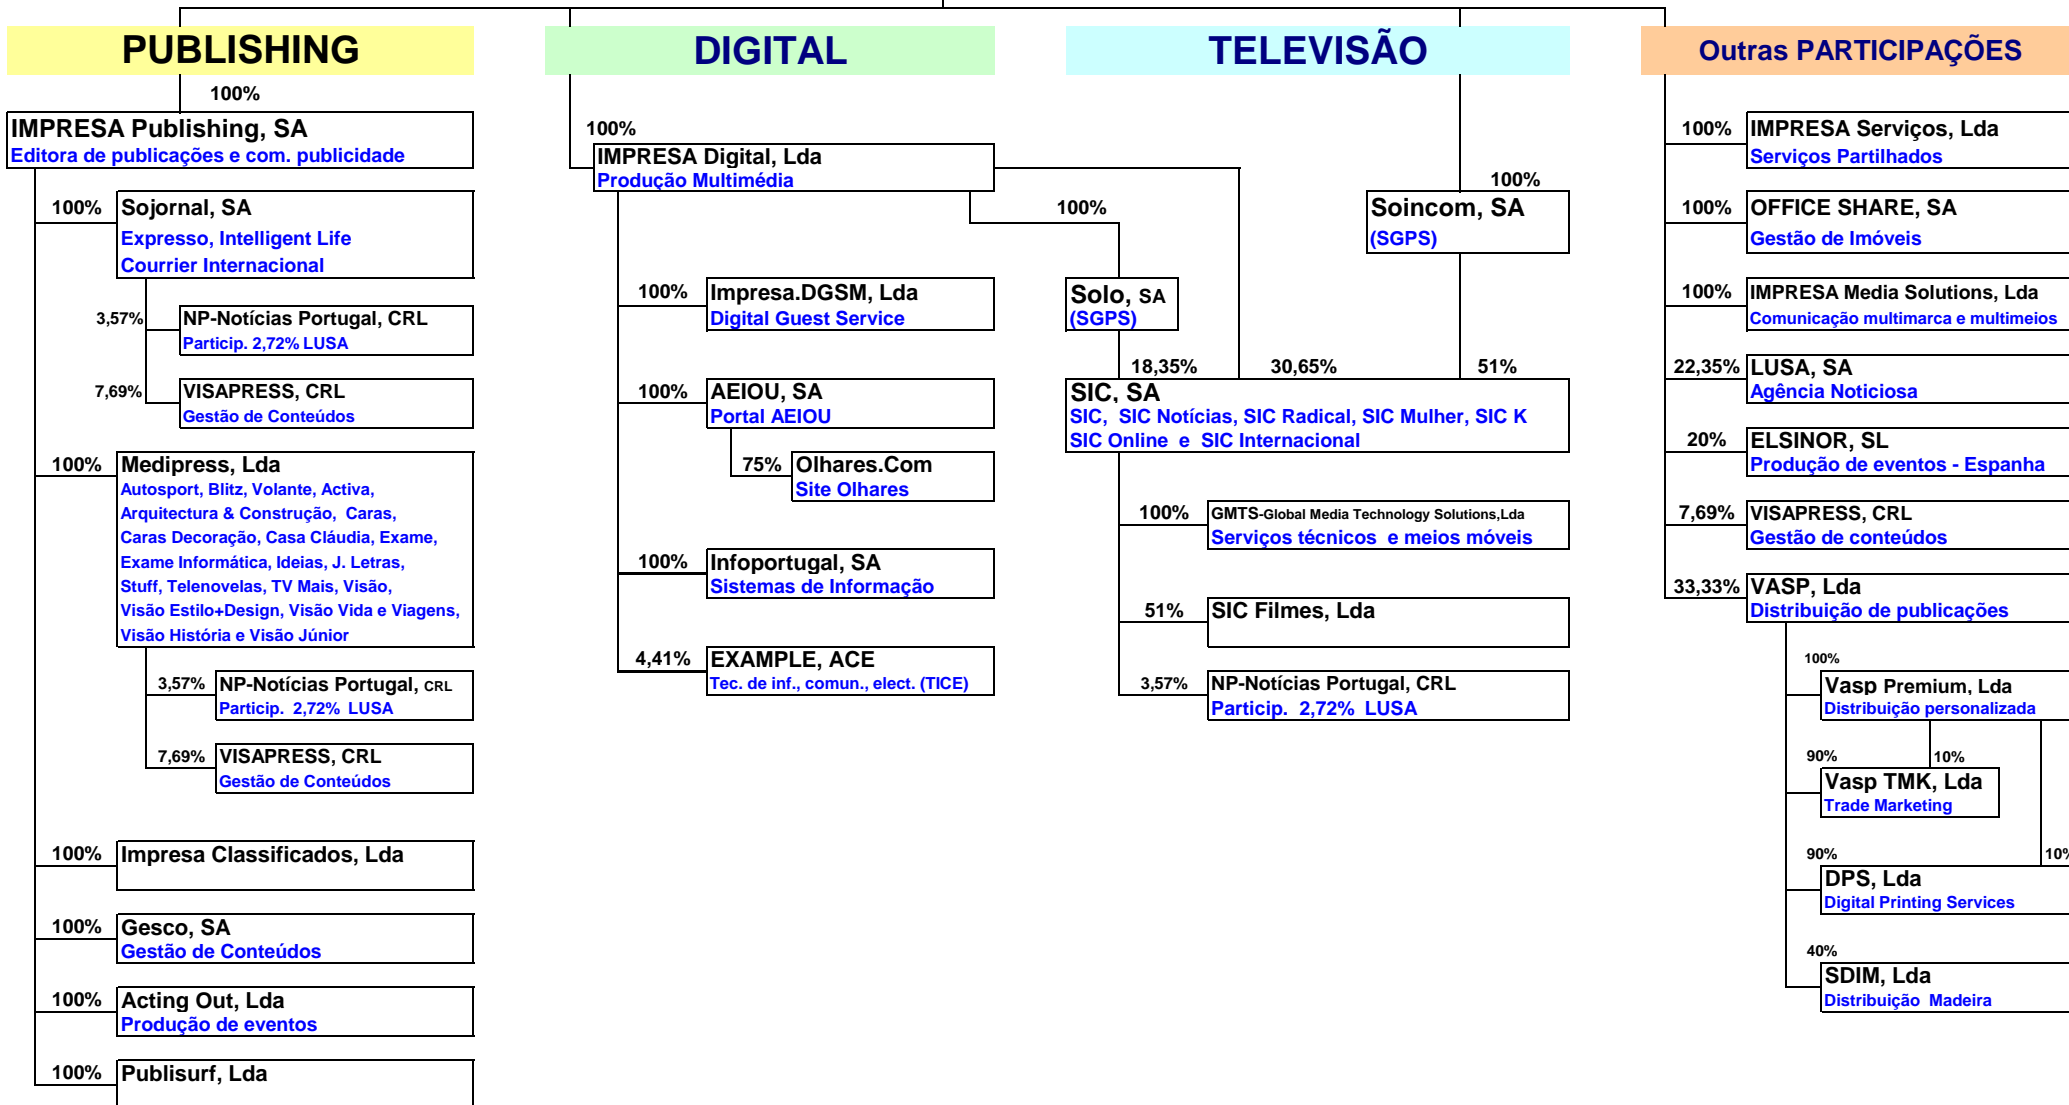 PUBLISHING
100%
IMPRESA Publishing, SA
Editora de publicações e com. publicidade
100%
Sojornal, SA
Expresso, Intelligent Life
Courrier Internacional
3,57%
NP-Notícias Portugal, CRL
Particip. 2,72% LUSA
7,69%
VISAPRESS, CRL
Gestão de Conteúdos
100%
Medipress, Lda
Autosport, Blitz, Volante, Activa,
Arquitectura & Construção, Caras,
Caras Decoração, Casa Cláudia, Exame,
Exame Informática, Ideias, J. Letras,
Stuff, Telenovelas, TV Mais, Visão,
Visão Estilo+Design, Visão Vida e Viagens,
Visão História e Visão Júnior
3,57%
NP-Notícias Portugal, CRL
Particip. 2,72% LUSA
7,69%
VISAPRESS, CRL
Gestão de Conteúdos
100%
Impresa Classificados, Lda
100%
Gesco, SA
Gestão de Conteúdos
100%
Acting Out, Lda
Produção de eventos
100%
Publisurf, Lda
DIGITAL
100%
IMPRESA Digital, Lda
Produção Multimédia
100%
Impresa.DGSM, Lda
Digital Guest Service
100%
AEIOU, SA
Portal AEIOU
75%
Olhares.Com
Site Olhares
100%
Infoportugal, SA
Sistemas de Informação
4,41%
EXAMPLE, ACE
Tec. de inf., comun., elect. (TICE)
TELEVISÃO
100%
Soincom, SA
(SGPS)
100%
Solo, SA
(SGPS)
18,35%
30,65%
51%
SIC, SA
SIC, SIC Notícias, SIC Radical, SIC Mulher, SIC K
SIC Online e SIC Internacional
100%
GMTS-Global Media Technology Solutions,Lda
Serviços técnicos e meios móveis
51%
SIC Filmes, Lda
3,57%
NP-Notícias Portugal, CRL
Particip. 2,72% LUSA
Outras PARTICIPAÇÕES
100%
IMPRESA Serviços, Lda
Serviços Partilhados
100%
OFFICE SHARE, SA
Gestão de Imóveis
100%
IMPRESA Media Solutions, Lda
Comunicação multimarca e multimeios
22,35%
LUSA, SA
Agência Noticiosa
20%
ELSINOR, SL
Produção de eventos - Espanha
7,69%
VISAPRESS, CRL
Gestão de conteúdos
33,33%
VASP, Lda
Distribuição de publicações
100%
Vasp Premium, Lda
Distribuição personalizada
90%
10%
Vasp TMK, Lda
Trade Marketing
90%
10%
DPS, Lda
Digital Printing Services
40%
SDIM, Lda
Distribuição Madeira